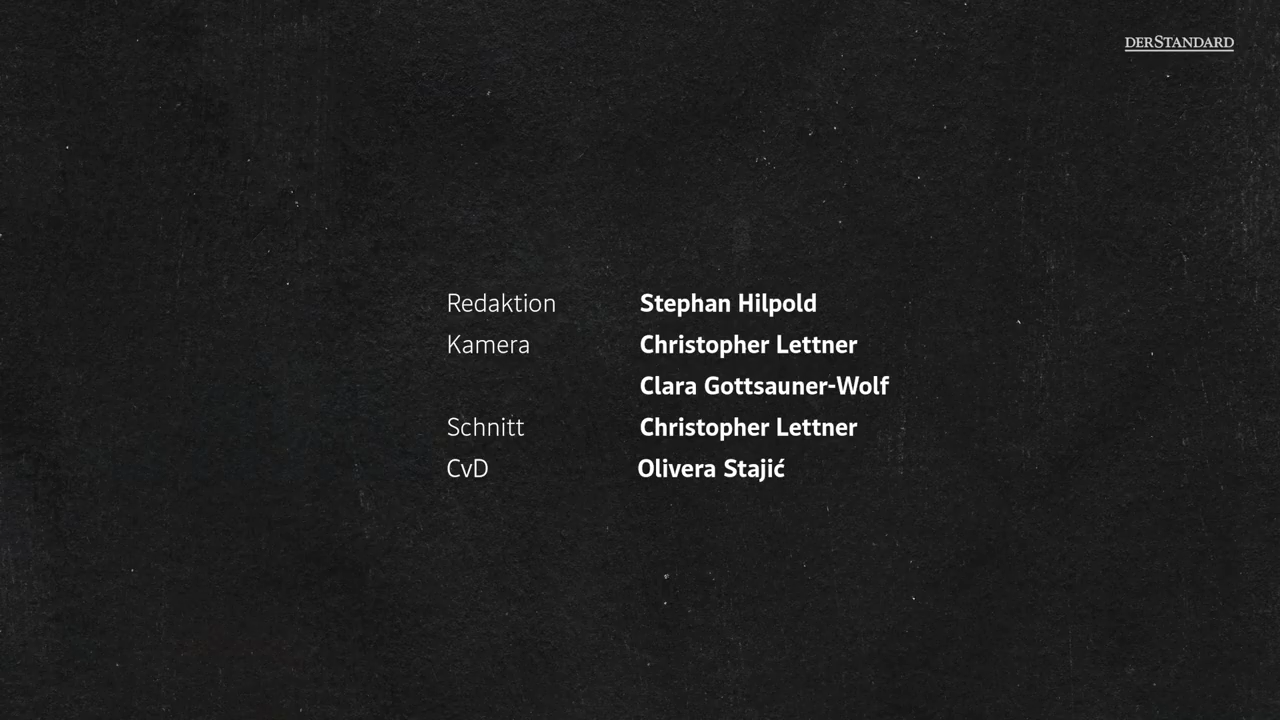 DERSTANDARD
Redaktion Stephan Hilpold
Kamera Christopher Lettner
Clara Gottsauner-Wolf
Schnitt Christopher Lettner
CvD Olivera Stajić